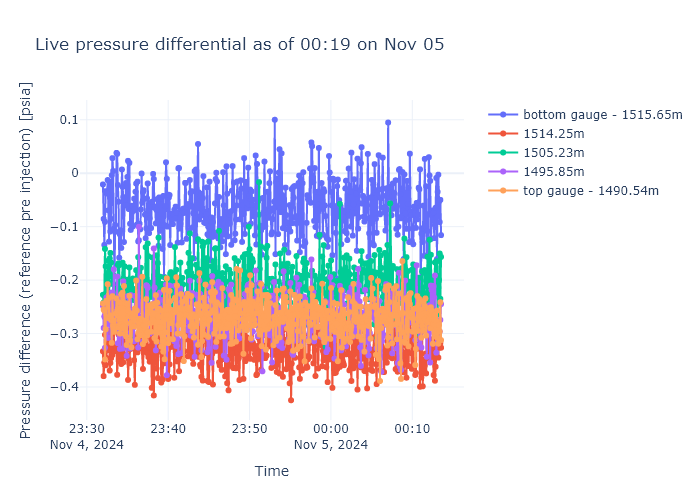 Live pressure differential as of 00:19 on Nov 05
Pressure difference (reference pre injection) [psia]
0.1
0
−0.1
−0.2
−0.3
−0.4
23:30
Nov 4, 2024
23:40
23:50
00:00
Nov 5, 2024
00:10
Time
bottom gauge - 1515.65m
1514.25m
1505.23m
1495.85m
top gauge - 1490.54m